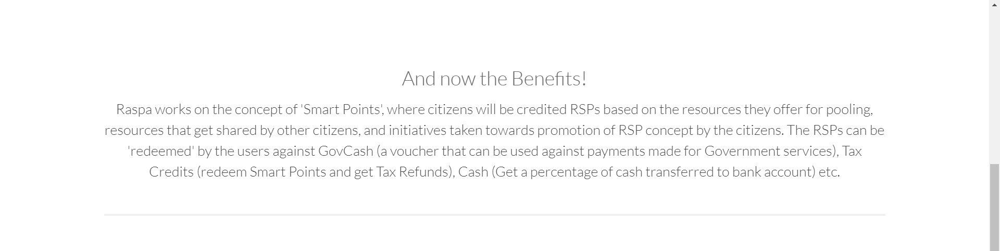 And now the Benefits!
Raspa works on the concept of 'Smart Points', where citizens will be credited RSPs based on the resources they offer for pooling,
resources that get shared by other citizens, and initiatives taken towards promotion of RSP concept by the citizens. The RSPs can be
'redeemed' by the users against GovCash (a voucher that can be used against payments made for Government services), Tax
Credits (redeem Smart Points and get Tax Refunds), Cash (Get a percentage of cash transferred to bank account) etc.